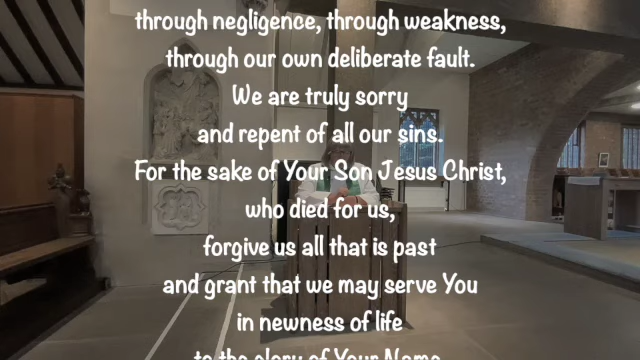 through negligence, through weakness,
through our own deliberate fault.
We are truly sorry
and repent of all our sins.
For the sake of Your Son Jesus Christ,
who died for us,
forgive us all that is past
and grant that we may serve You
in newness of life
to the glory of Your Name.